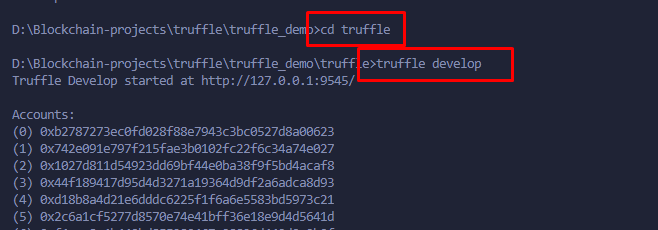 D:\Blockchain-projects\truffle\truffle_demo>cd truffle
D:\Blockchain-projects\truffle\truffle_demo\truffle>truffle develop
Truffle Develop started at http://127.0.0.1:9545/
Accounts:
(0) 0xb2787273ec0fd028f88e7943c3bc0527d8a00623
(1) 0x742e091e797f215fae3b0102fc22f6c34a74e027
(2) 0x1027d811d54923dd69bf44e0ba38f9f5bd4acaf8
(3) 0x44f189417d95d4d3271a19364d9df2a6adca8d93
(4) 0xd18b8a4d21e6dddc6225f1f6a6e5583bd5973c21
(5) 0x2c6a1cf5277d8570e74e41bff36e18e9d4d5641d